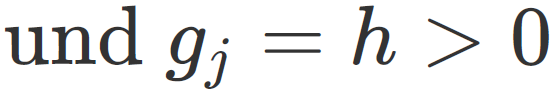 und $g_j = h > 0$